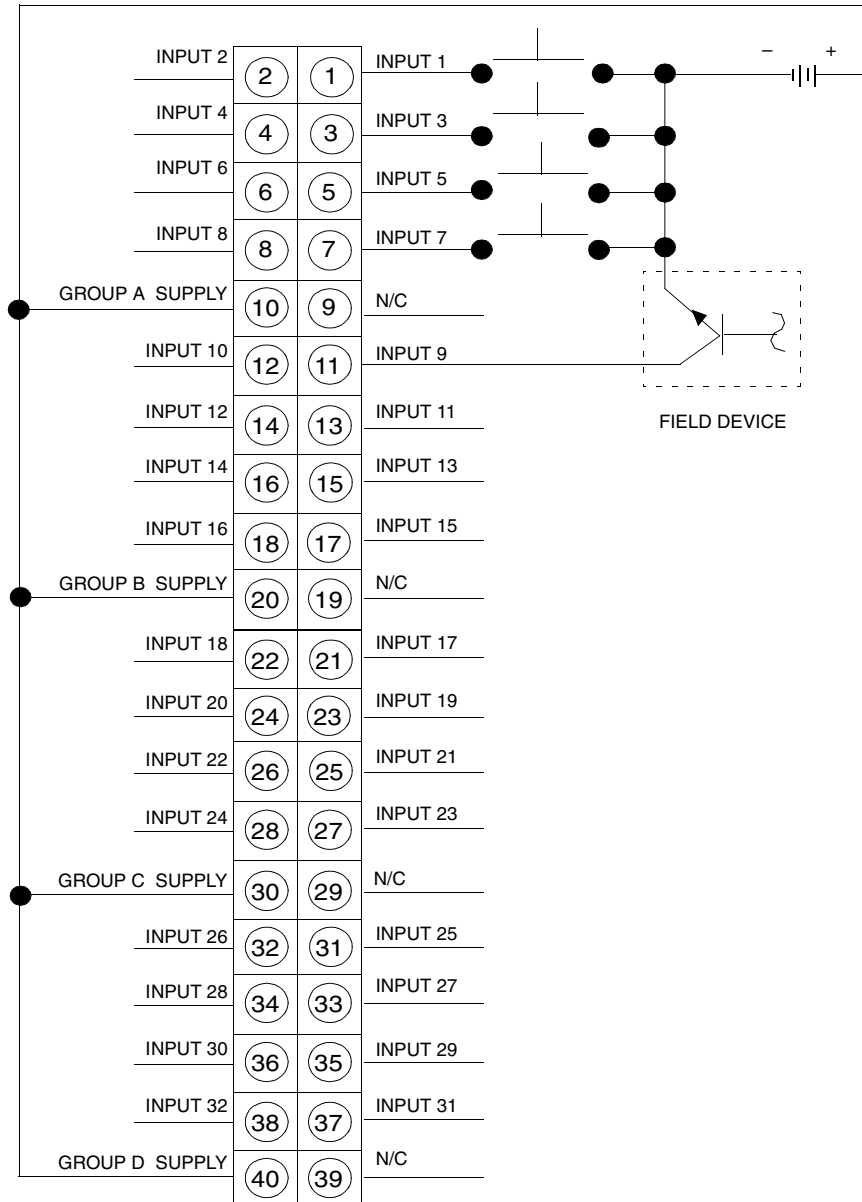 – +
INPUT 2 2 1 INPUT 1
INPUT 4 4 3 INPUT 3
INPUT 6 6 5 INPUT 5
INPUT 8 8 7 INPUT 7
GROUP A SUPPLY 10 9 N/C
INPUT 10 12 11 INPUT 9
INPUT 12 14 13 INPUT 11
FIELD DEVICE
INPUT 14 16 15 INPUT 13
INPUT 16 18 17 INPUT 15
GROUP B SUPPLY 20 19 N/C
INPUT 18 22 21 INPUT 17
INPUT 20 24 23 INPUT 19
INPUT 22 26 25 INPUT 21
INPUT 24 28 27 INPUT 23
GROUP C SUPPLY 30 29 N/C
INPUT 26 32 31 INPUT 25
INPUT 28 34 33 INPUT 27
INPUT 30 36 35 INPUT 29
INPUT 32 38 37 INPUT 31
GROUP D SUPPLY 40 39 N/C